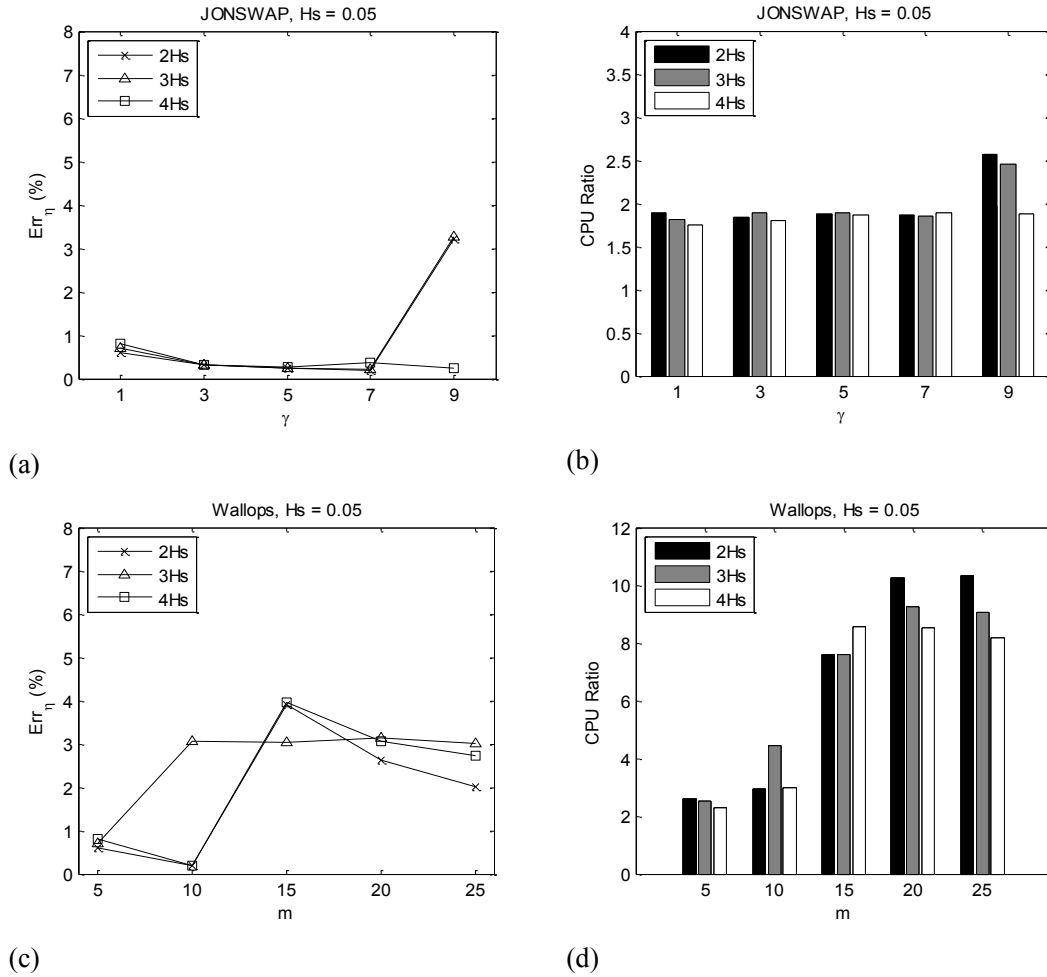 JONSWAP, Hs = 0.05
8
7
6
5
4
3
2
1
0
Err_η (%)
2Hs
3Hs
4Hs
1 3 5 7 9
γ
(a)
JONSWAP, Hs = 0.05
4
3.5
3
2.5
2
1.5
1
0.5
0
CPU Ratio
2Hs
3Hs
4Hs
1 3 5 7 9
γ
(b)
Wallops, Hs = 0.05
8
7
6
5
4
3
2
1
0
Err_η (%)
2Hs
3Hs
4Hs
5 10 15 20 25
m
(c)
Wallops, Hs = 0.05
12
10
8
6
4
2
0
CPU Ratio
2Hs
3Hs
4Hs
5 10 15 20 25
m
(d)